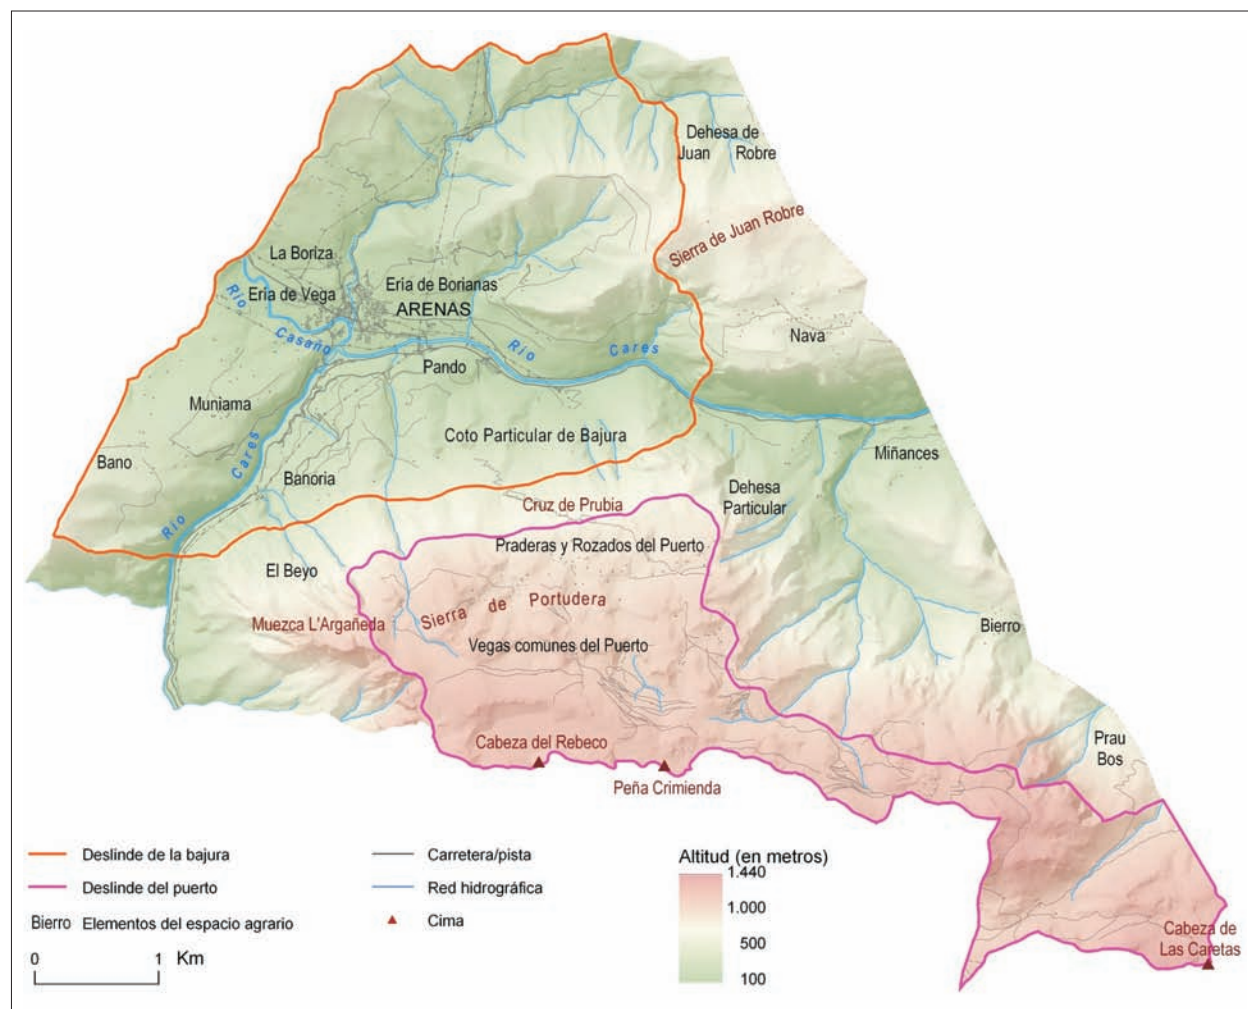 Dehesa de
Juan Robre
Sierra de Juan Robre
La Boriza
Ería de Vega
Ería de Borianas
ARENAS
Río
Casaño
Río Cares
Nava
Pando
Muniama
Bano
Río Cares
Banoria
Coto Particular de Bajura
Miñances
Dehesa
Particular
Cruz de Prubia
Praderas y Rozados del Puerto
El Beyo
Sierra de Portudera
Muezca L'Argañeda
Vegas comunes del Puerto
Bierro
Cabeza del Rebeco
Peña Crimienda
Prau
Bos
Cabeza de
Las Caretas
Deslinde de la bajura
Deslinde del puerto
Bierro Elementos del espacio agrario
0 1 Km
Carretera/pista
Red hidrográfica
Cima
Altitud (en metros)
1.440
1.000
500
100